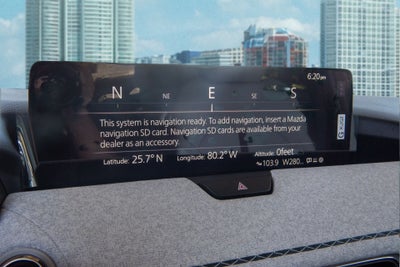 6:20pm
N NE E SE S
This system is navigation ready. To add navigation, insert a Mazda
navigation SD card. Navigation SD cards are available from your
dealer as an accessory.
Latitude: 25.7°N Longitude: 80.2°W Altitude: 0feet
103.9 W280...